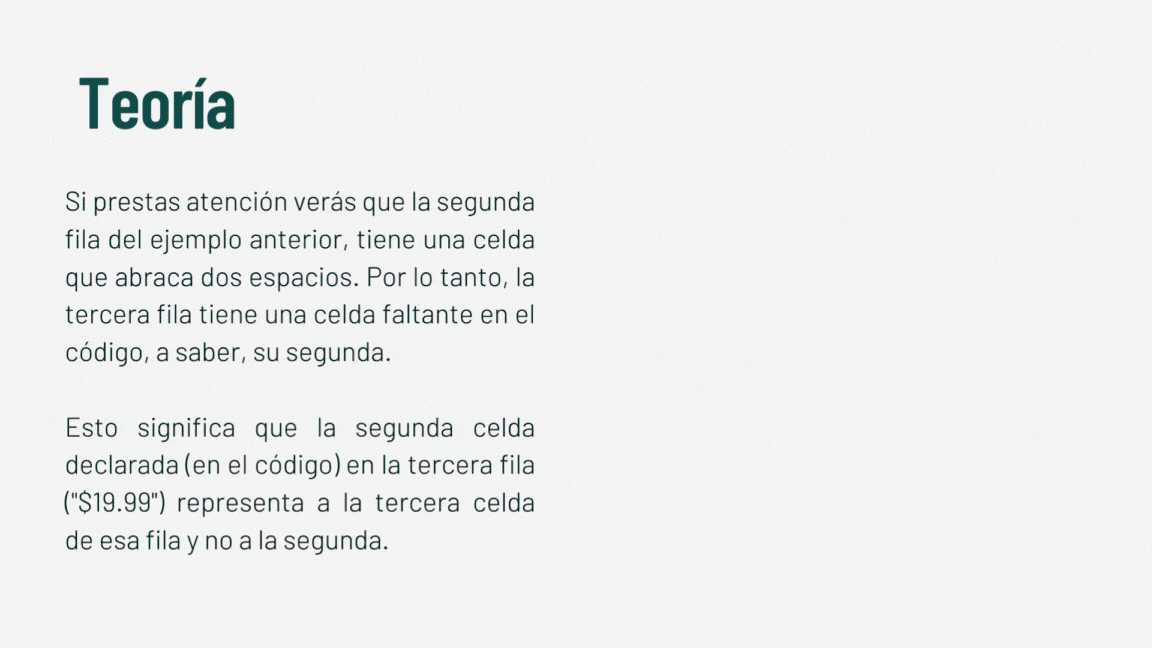 Teoría
Si prestas atención verás que la segunda
fila del ejemplo anterior, tiene una celda
que abraca dos espacios. Por lo tanto, la
tercera fila tiene una celda faltante en el
código, a saber, su segunda.
Esto significa que la segunda celda
declarada (en el código) en la tercera fila
("$19.99") representa a la tercera celda
de esa fila y no a la segunda.